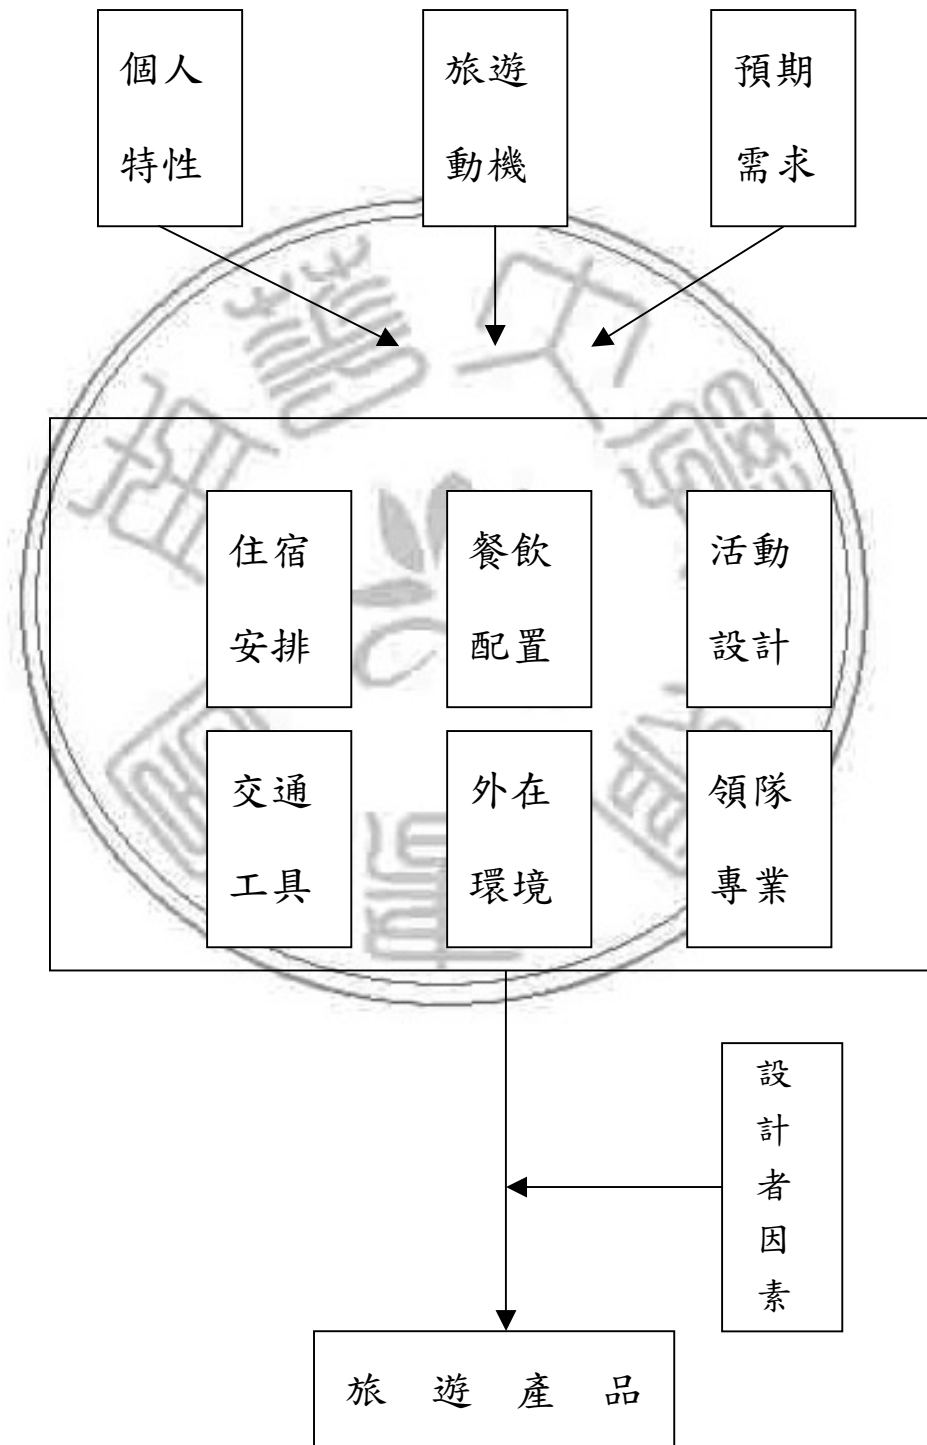 個人
特性
旅遊
動機
預期
需求
住宿
安排
餐飲
配置
活動
設計
交通
工具
外在
環境
領隊
專業
設
計
者
因
素
旅遊產品